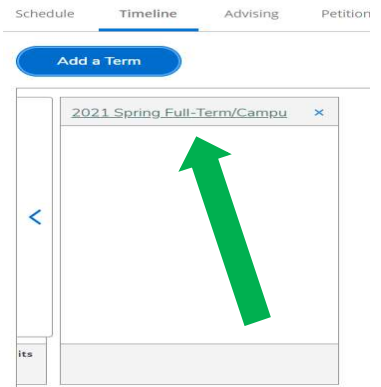 Schedule Timeline Advising Petition
Add a Term
2021 Spring Full-Term/Campu ×
<
its